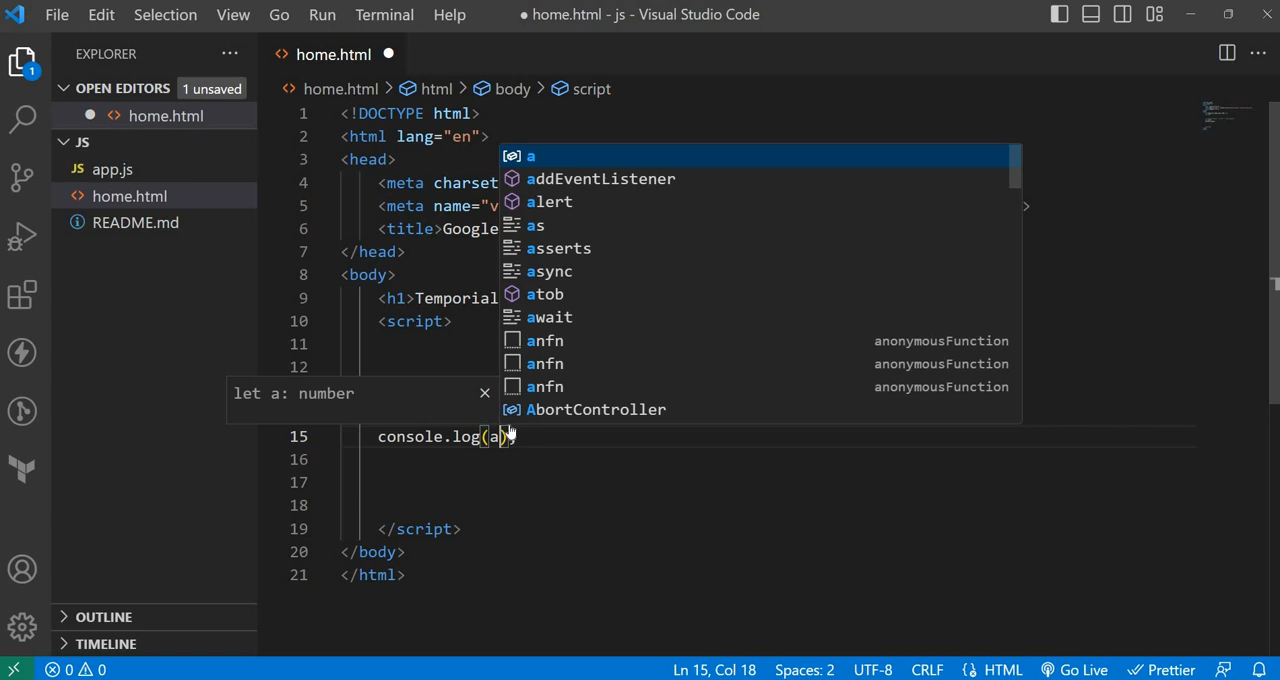 File Edit Selection View Go Run Terminal Help
● home.html - js - Visual Studio Code
EXPLORER
1
OPEN EDITORS 1 unsaved
home.html
JS
JS app.js
home.html
README.md
OUTLINE
TIMELINE
home.html
home.html > html > body > script
1 <!DOCTYPE html>
2 <html lang="en">
3 <head>
4 <meta charset
5 <meta name="v >
6 <title>Google
7 </head>
8 <body>
9 <h1>Temporial
10 <script>
11
12
15 console.log(a);
16
17
18
19 </script>
20 </body>
21 </html>
a
addEventListener
alert
as
asserts
async
atob
await
anfn anonymousFunction
anfn anonymousFunction
anfn anonymousFunction
AbortController
let a: number
0 0
Ln 15, Col 18 Spaces: 2 UTF-8 CRLF {} HTML Go Live Prettier